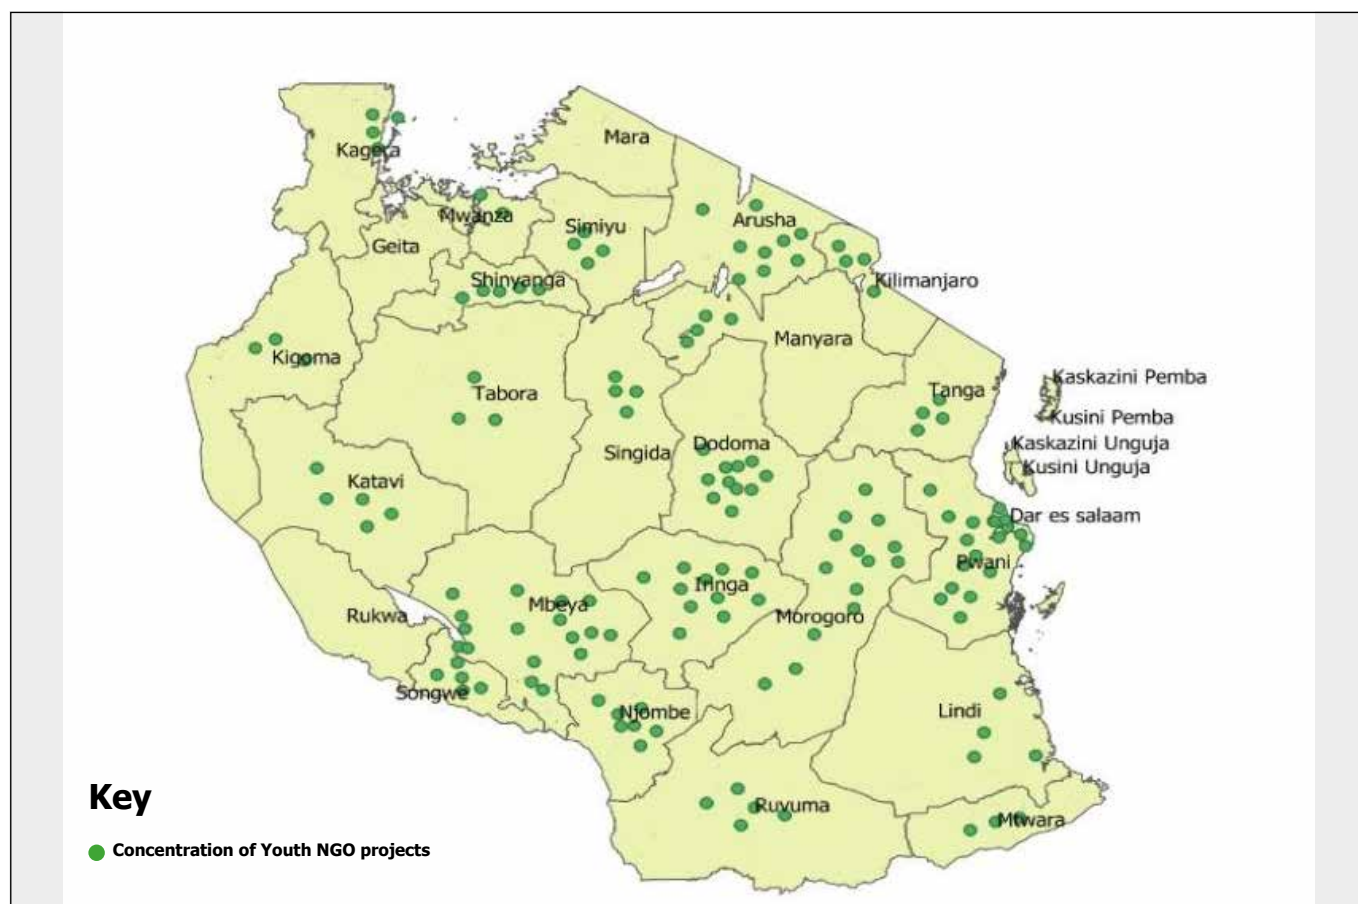 Mara
Kagera
Mwanza
Simiyu
Arusha
Geita
Shinyanga
Kilimanjaro
Manyara
Kigoma
Tabora
Tanga
Kaskazini Pemba
Kusini Pemba
Dodoma
Singida
Kaskazini Unguja
Kusini Unguja
Katavi
Dar es salaam
Pwani
Iringa
Mbeya
Rukwa
Morogoro
Songwe
Njombe
Lindi
Ruvuma
Mtwara
Key
Concentration of Youth NGO projects